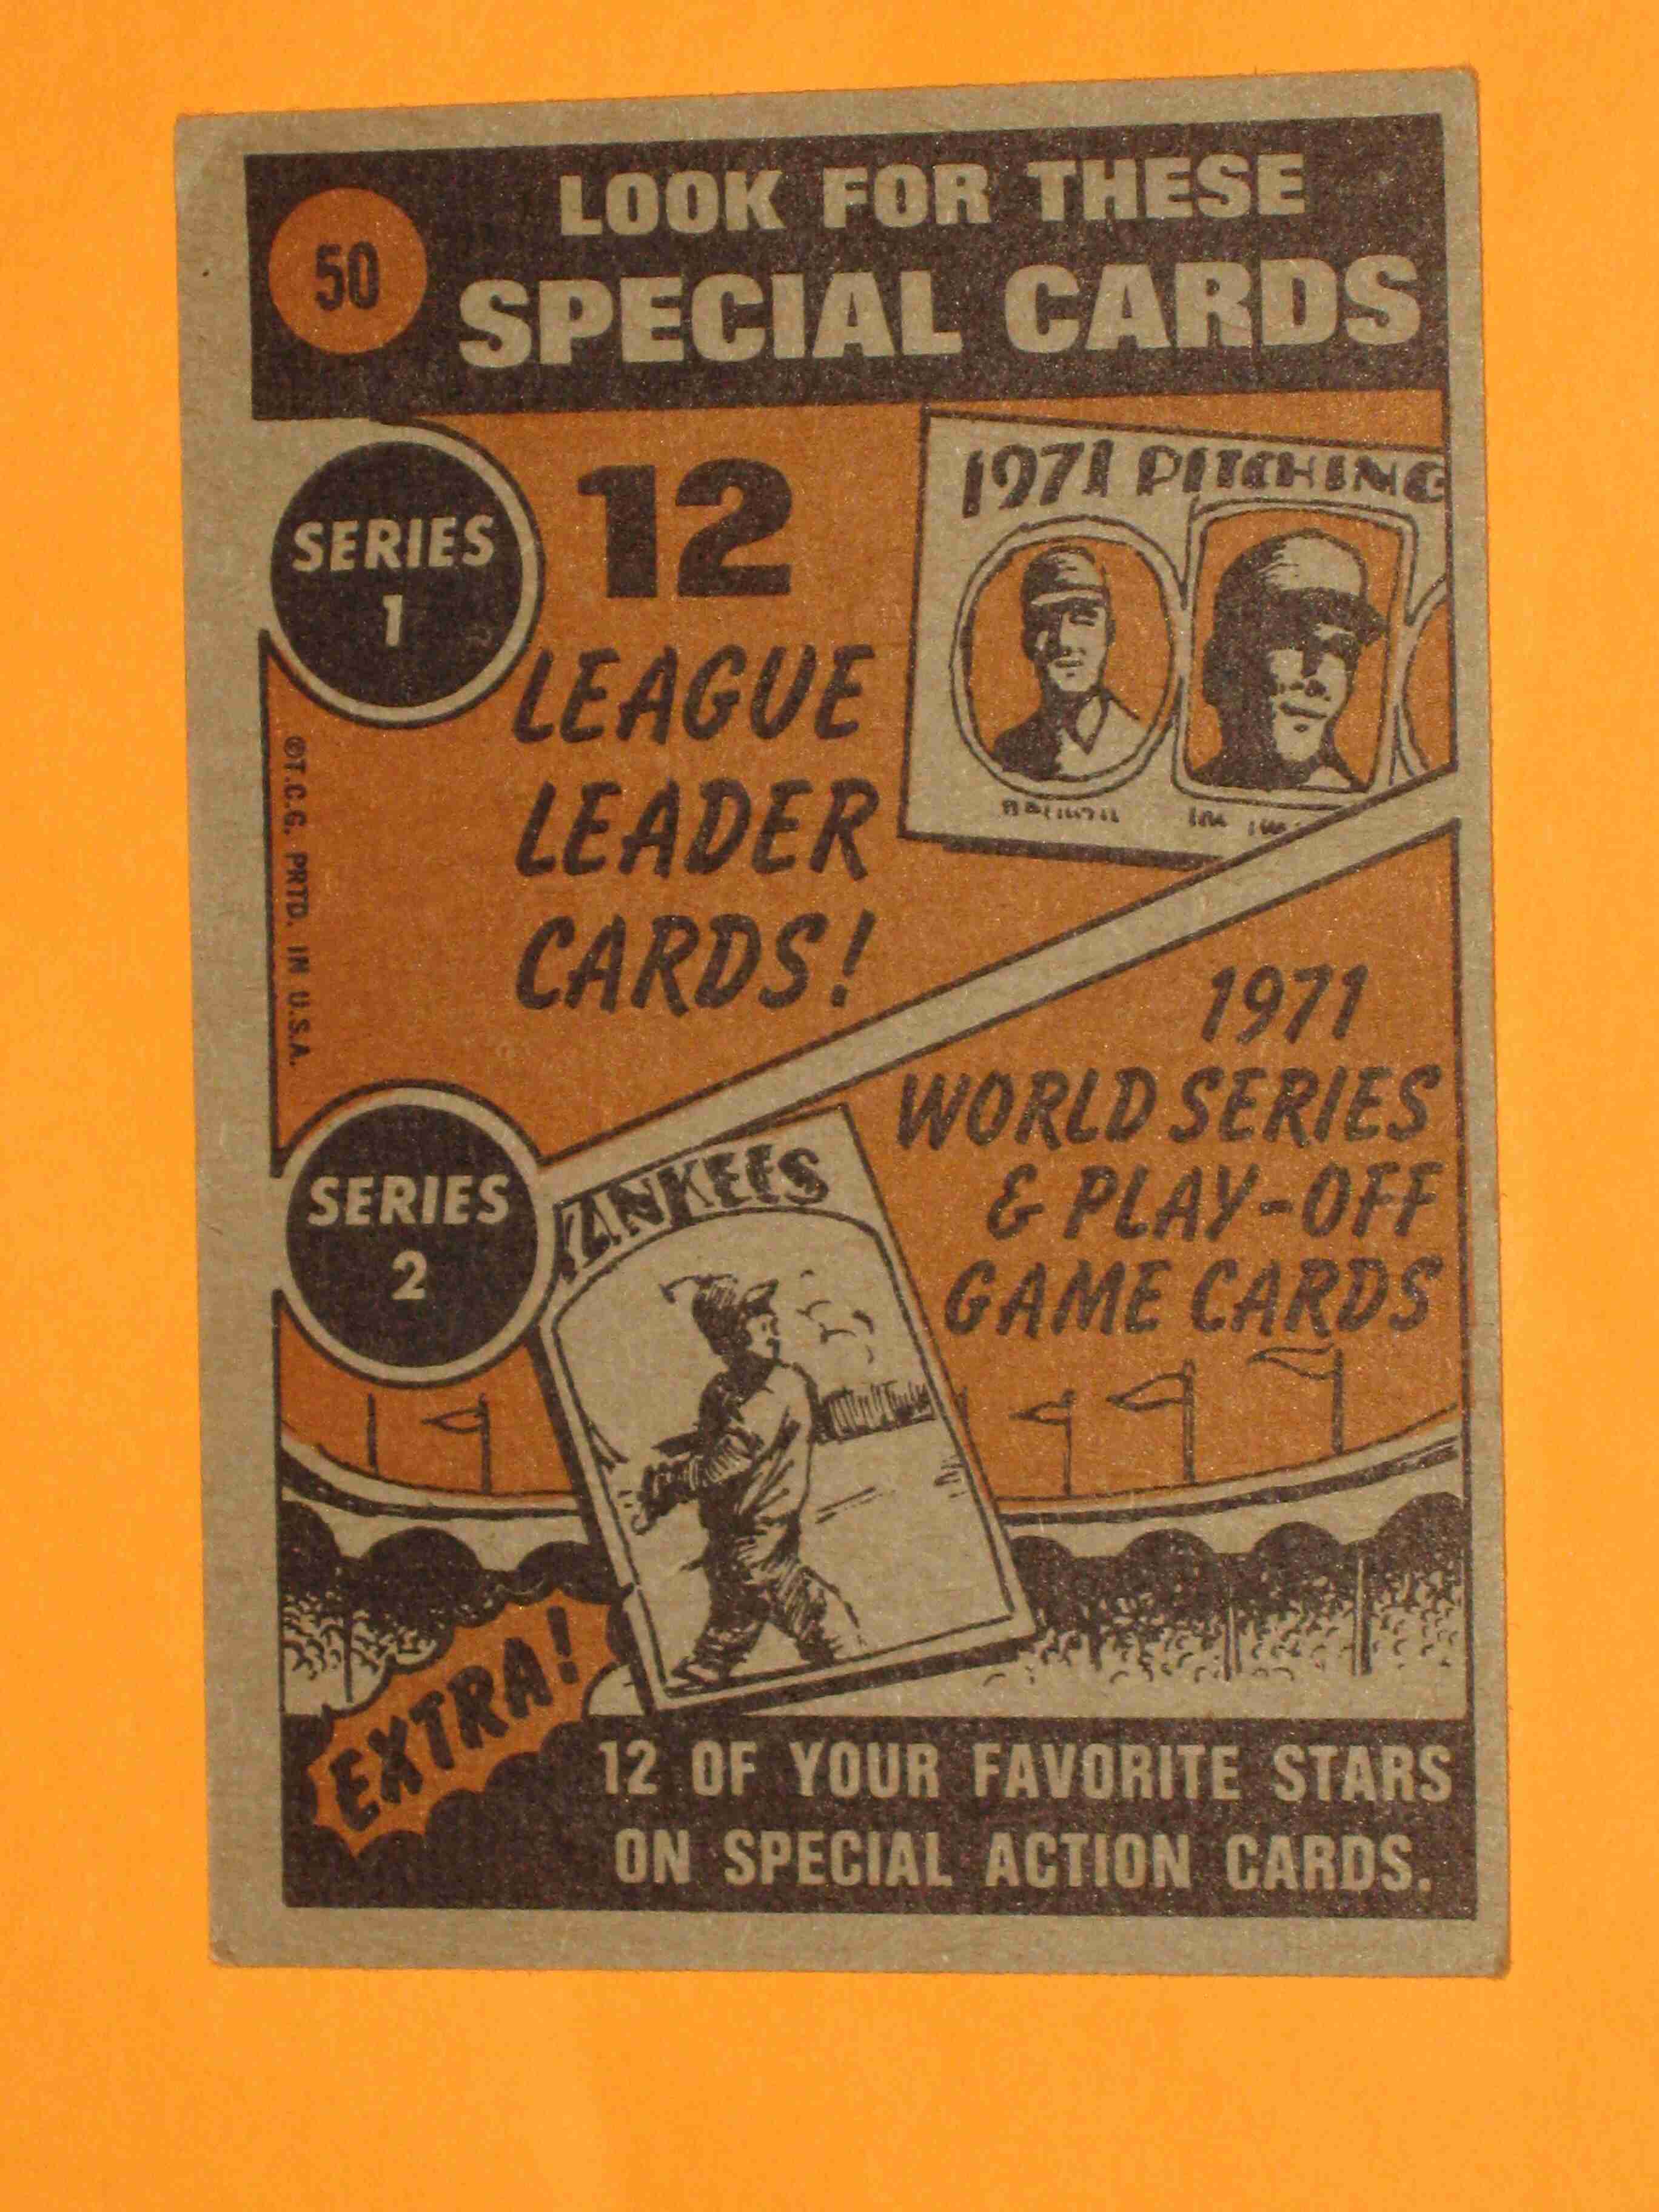 LOOK FOR THESE
50
SPECIAL CARDS
SERIES
1
12
LEAGUE
LEADER
CARDS!
1971 PITCHING
©T.C.G. PRTD. IN U.S.A.
SERIES
2
1971
WORLD SERIES
& PLAY-OFF
GAME CARDS
YANKEES
EXTRA!
12 OF YOUR FAVORITE STARS
ON SPECIAL ACTION CARDS.